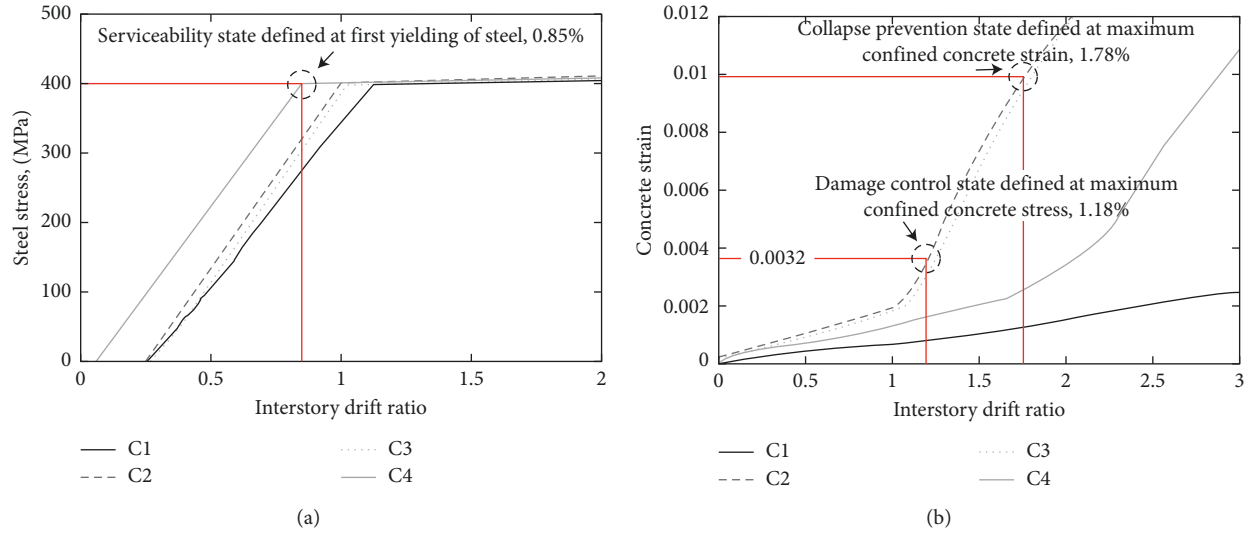 500
400
300
200
100
0
Steel stress, (MPa)
Serviceability state defined at first yielding of steel, 0.85%
0
0.5
1
1.5
2
Interstory drift ratio
C1
C2
C3
C4
(a)
0.012
0.01
0.008
0.006
0.004
0.002
0
Concrete strain
Collapse prevention state defined at maximum
confined concrete strain, 1.78%
Damage control state defined at maximum
confined concrete stress, 1.18%
0.0032
0
0.5
1
1.5
2
2.5
3
Interstory drift ratio
C1
C2
C3
C4
(b)